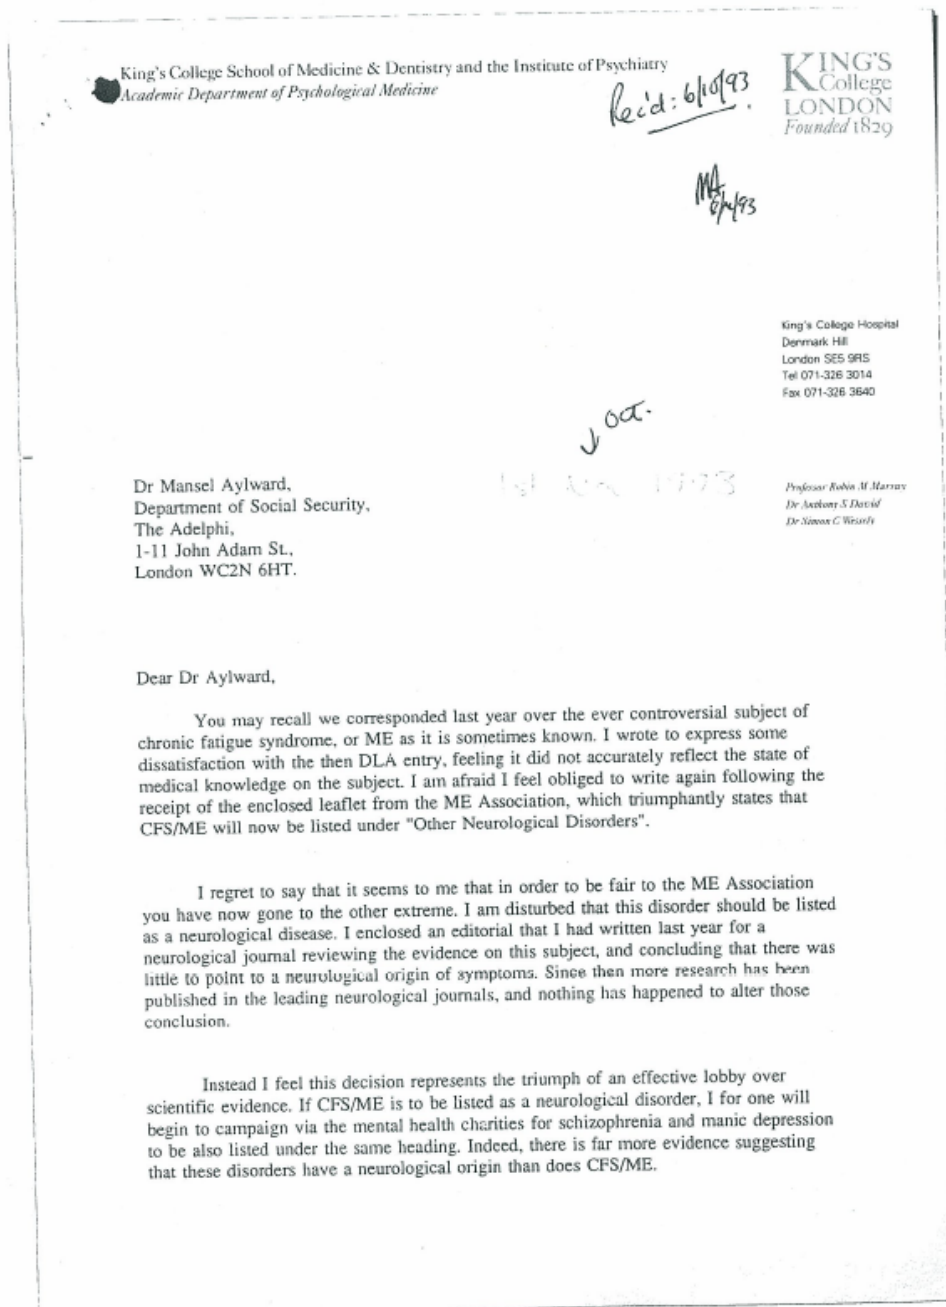 King's College School of Medicine & Dentistry and the Institute of Psychiatry
Academic Department of Psychological Medicine
KING'S
College
LONDON
Founded 1829
Rec'd: 6/10/93
MA
/93
King's College Hospital
Denmark Hill
London SE5 9RS
Tel 071-326 3014
Fax 071-326 3640
Oct.
1st 1993
Professor Robin M Murray
Dr Anthony S David
Dr Simon C Wessely
Dr Mansel Aylward,
Department of Social Security,
The Adelphi,
1-11 John Adam St.,
London WC2N 6HT.
Dear Dr Aylward,
You may recall we corresponded last year over the ever controversial subject of
chronic fatigue syndrome, or ME as it is sometimes known. I wrote to express some
dissatisfaction with the then DLA entry, feeling it did not accurately reflect the state of
medical knowledge on the subject. I am afraid I feel obliged to write again following the
receipt of the enclosed leaflet from the ME Association, which triumphantly states that
CFS/ME will now be listed under "Other Neurological Disorders".
I regret to say that it seems to me that in order to be fair to the ME Association
you have now gone to the other extreme. I am disturbed that this disorder should be listed
as a neurological disease. I enclosed an editorial that I had written last year for a
neurological journal reviewing the evidence on this subject, and concluding that there was
little to point to a neurological origin of symptoms. Since then more research has been
published in the leading neurological journals, and nothing has happened to alter those
conclusion.
Instead I feel this decision represents the triumph of an effective lobby over
scientific evidence. If CFS/ME is to be listed as a neurological disorder, I for one will
begin to campaign via the mental health charities for schizophrenia and manic depression
to be also listed under the same heading. Indeed, there is far more evidence suggesting
that these disorders have a neurological origin than does CFS/ME.